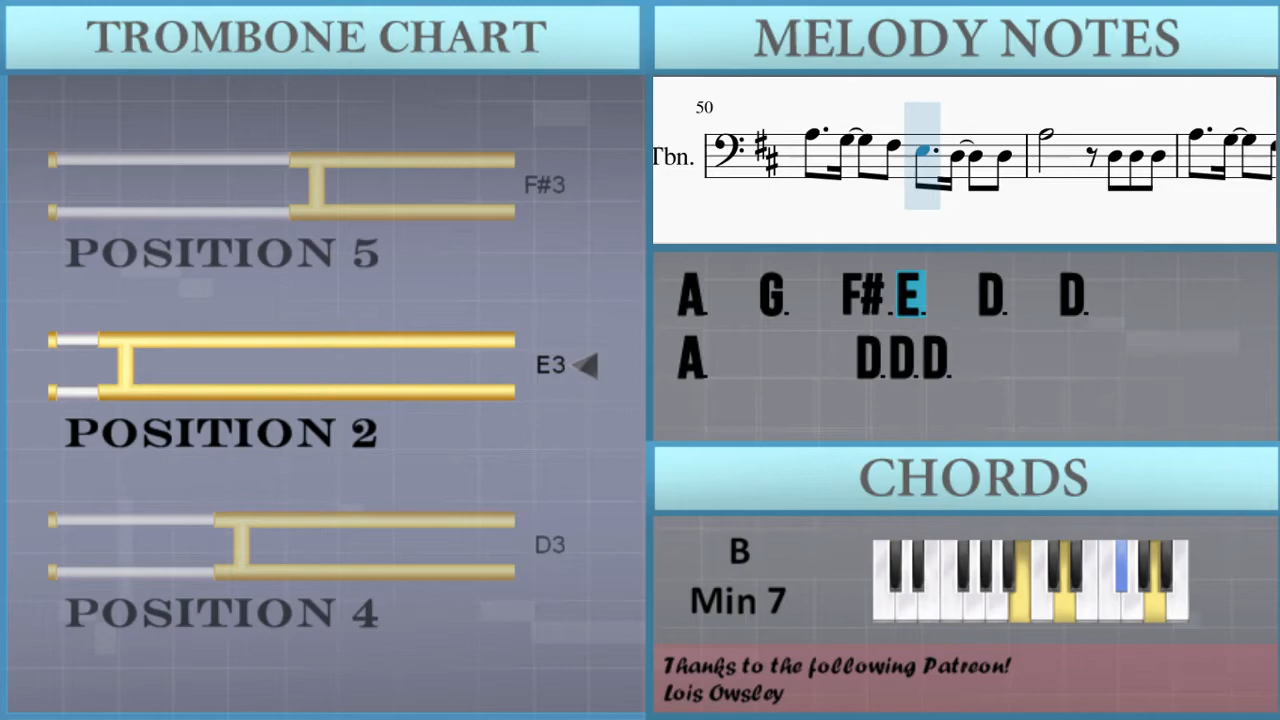 TROMBONE CHART
F#3
POSITION 5
E3
POSITION 2
D3
POSITION 4
MELODY NOTES
50
Tbn.
A. G. F#. E. D. D.
A. D. D. D.
CHORDS
B
Min 7
Thanks to the following Patreon!
Lois Owsley